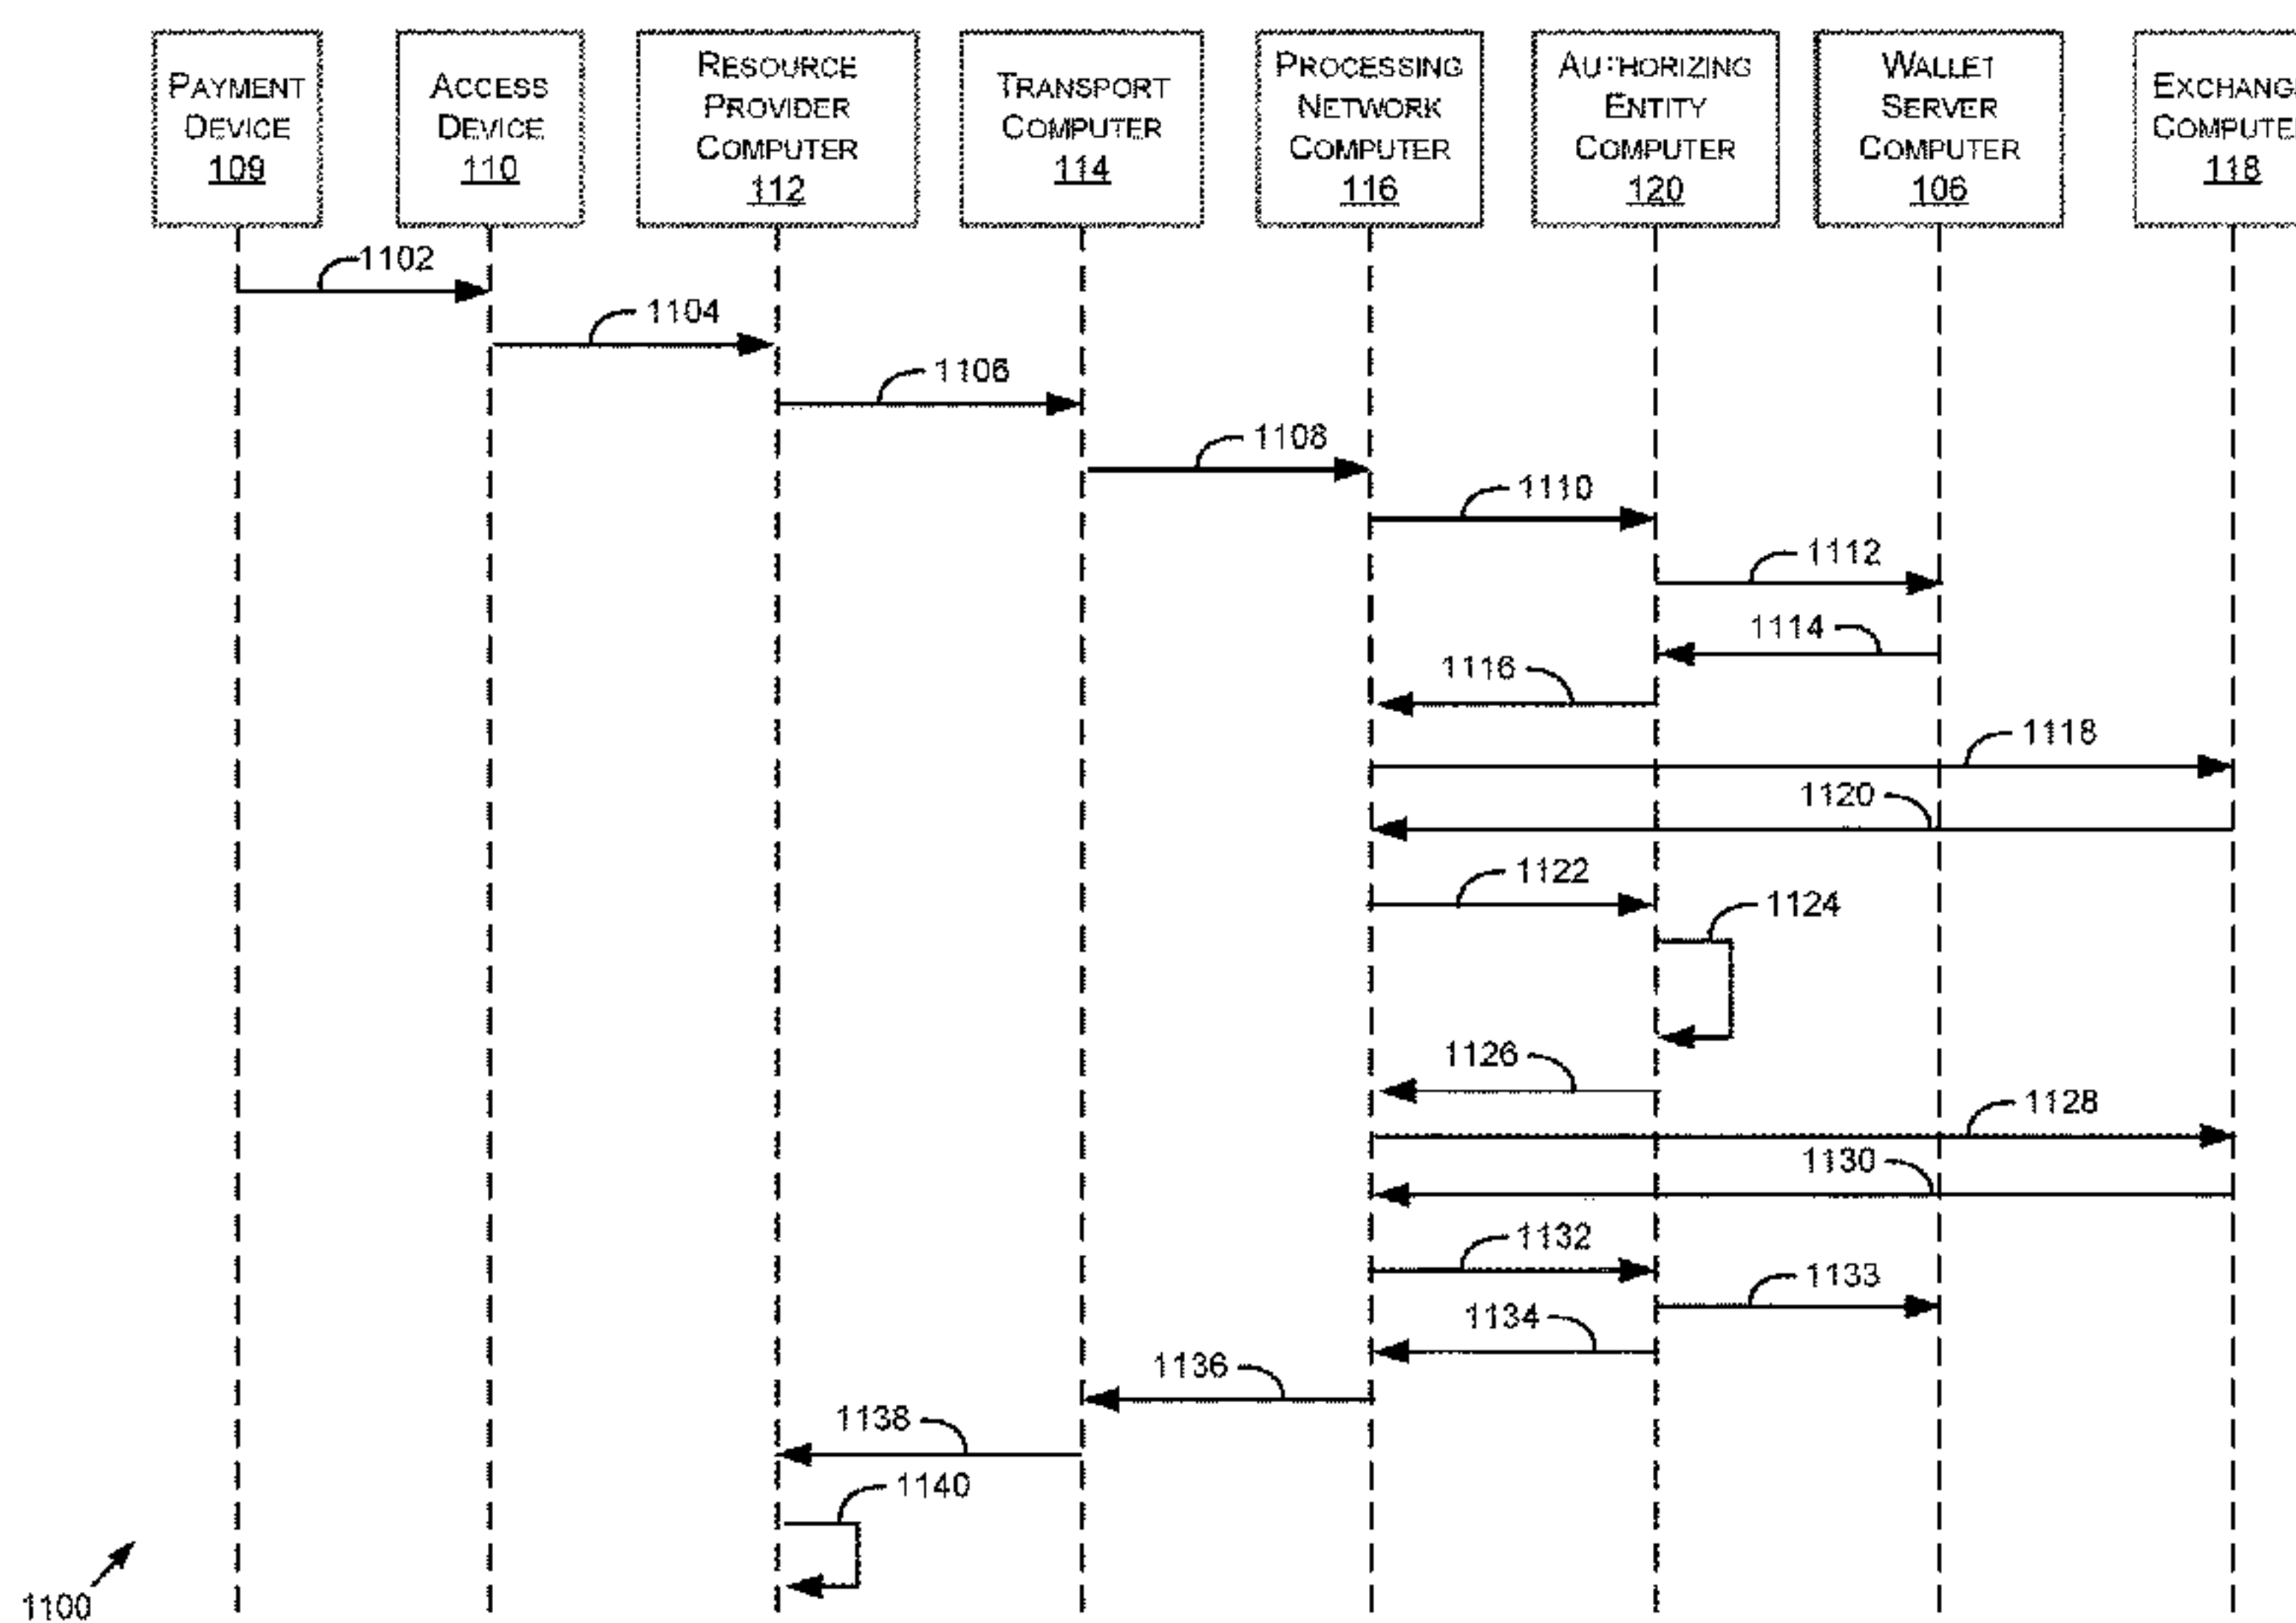 PAYMENT
DEVICE
109
ACCESS
DEVICE
110
RESOURCE
PROVIDER
COMPUTER
112
TRANSPORT
COMPUTER
114
PROCESSING
NETWORK
COMPUTER
116
AUTHORIZING
ENTITY
COMPUTER
120
WALLET
SERVER
COMPUTER
106
EXCHANG
COMPUTE
118
1102
1104
1106
1108
1110
1112
1114
1116
1118
1120
1122
1124
1126
1128
1130
1132
1133
1134
1136
1138
1140
1100